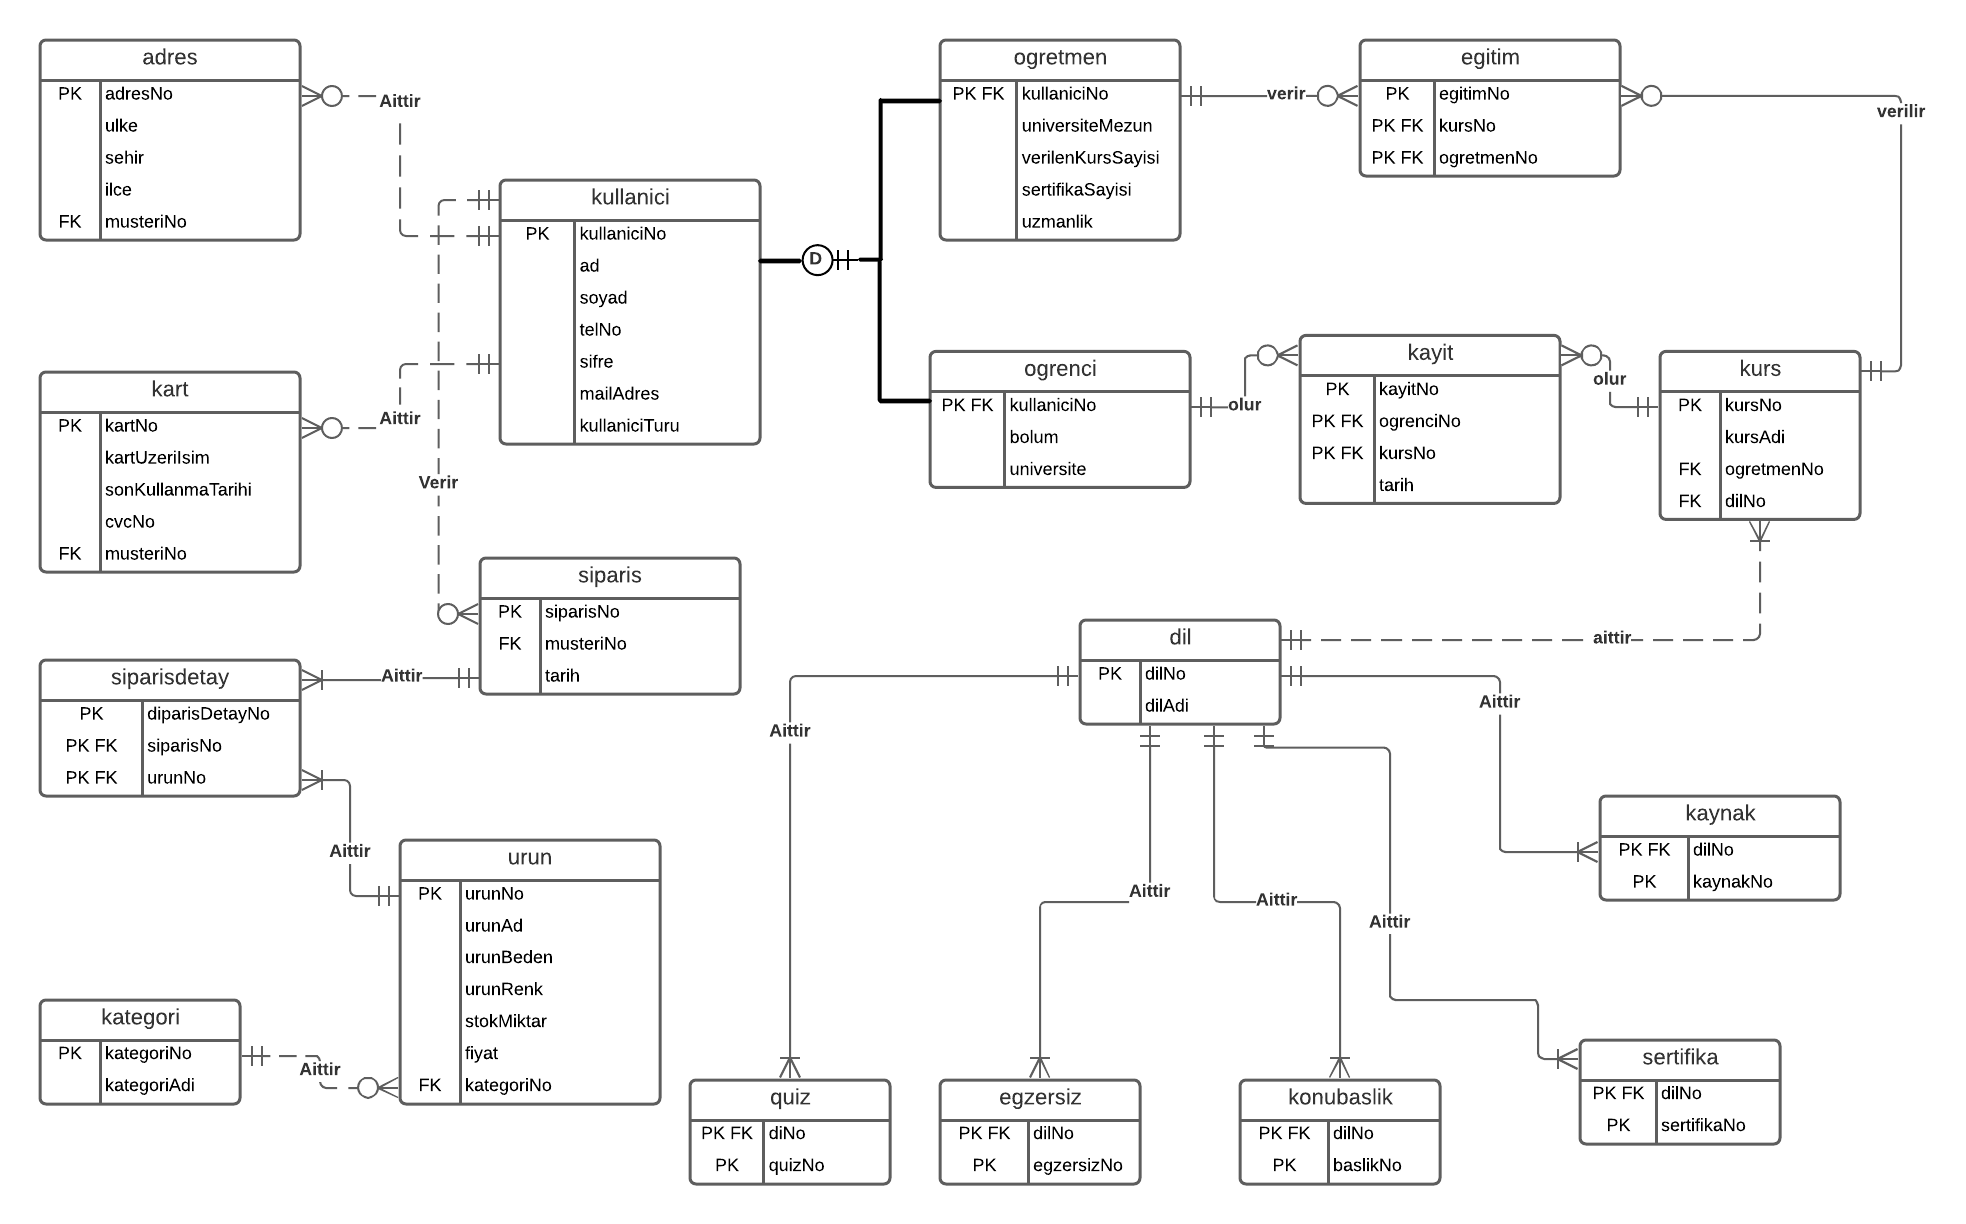 adres
PK adresNo
ulke
sehir
ilce
FK musteriNo
Aittir
kullanici
PK kullaniciNo
ad
soyad
telNo
sifre
mailAdres
kullaniciTuru
D
ogretmen
PK FK kullaniciNo
universiteMezun
verilenKursSayisi
sertifikaSayisi
uzmanlik
verir
egitim
PK egitimNo
PK FK kursNo
PK FK ogretmenNo
verilir
kart
PK kartNo
kartUzeriIsim
sonKullanmaTarihi
cvcNo
FK musteriNo
Aittir
Verir
ogrenci
PK FK kullaniciNo
bolum
universite
olur
kayit
PK kayitNo
PK FK ogrenciNo
PK FK kursNo
tarih
olur
kurs
PK kursNo
kursAdi
FK ogretmenNo
FK dilNo
siparis
PK siparisNo
FK musteriNo
tarih
Aittir
siparisdetay
PK diparisDetayNo
PK FK siparisNo
PK FK urunNo
Aittir
dil
PK dilNo
dilAdi
aittir
Aittir
Aittir
Aittir
Aittir
Aittir
urun
PK urunNo
urunAd
urunBeden
urunRenk
stokMiktar
fiyat
FK kategoriNo
kategori
PK kategoriNo
kategoriAdi
Aittir
kaynak
PK FK dilNo
PK kaynakNo
quiz
PK FK diNo
PK quizNo
egzersiz
PK FK dilNo
PK egzersizNo
konubaslik
PK FK dilNo
PK baslikNo
sertifika
PK FK dilNo
PK sertifikaNo